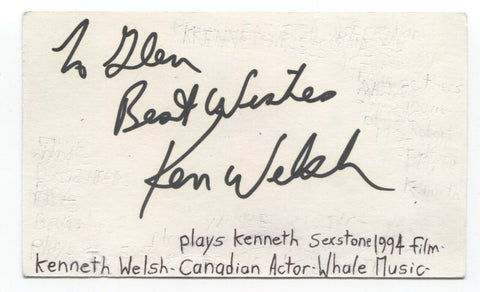 To Glen
Best Wishes
Ken Welsh
plays Kenneth Sexstone 1994 film.
Kenneth Welsh-Canadian Actor-Whale Music-